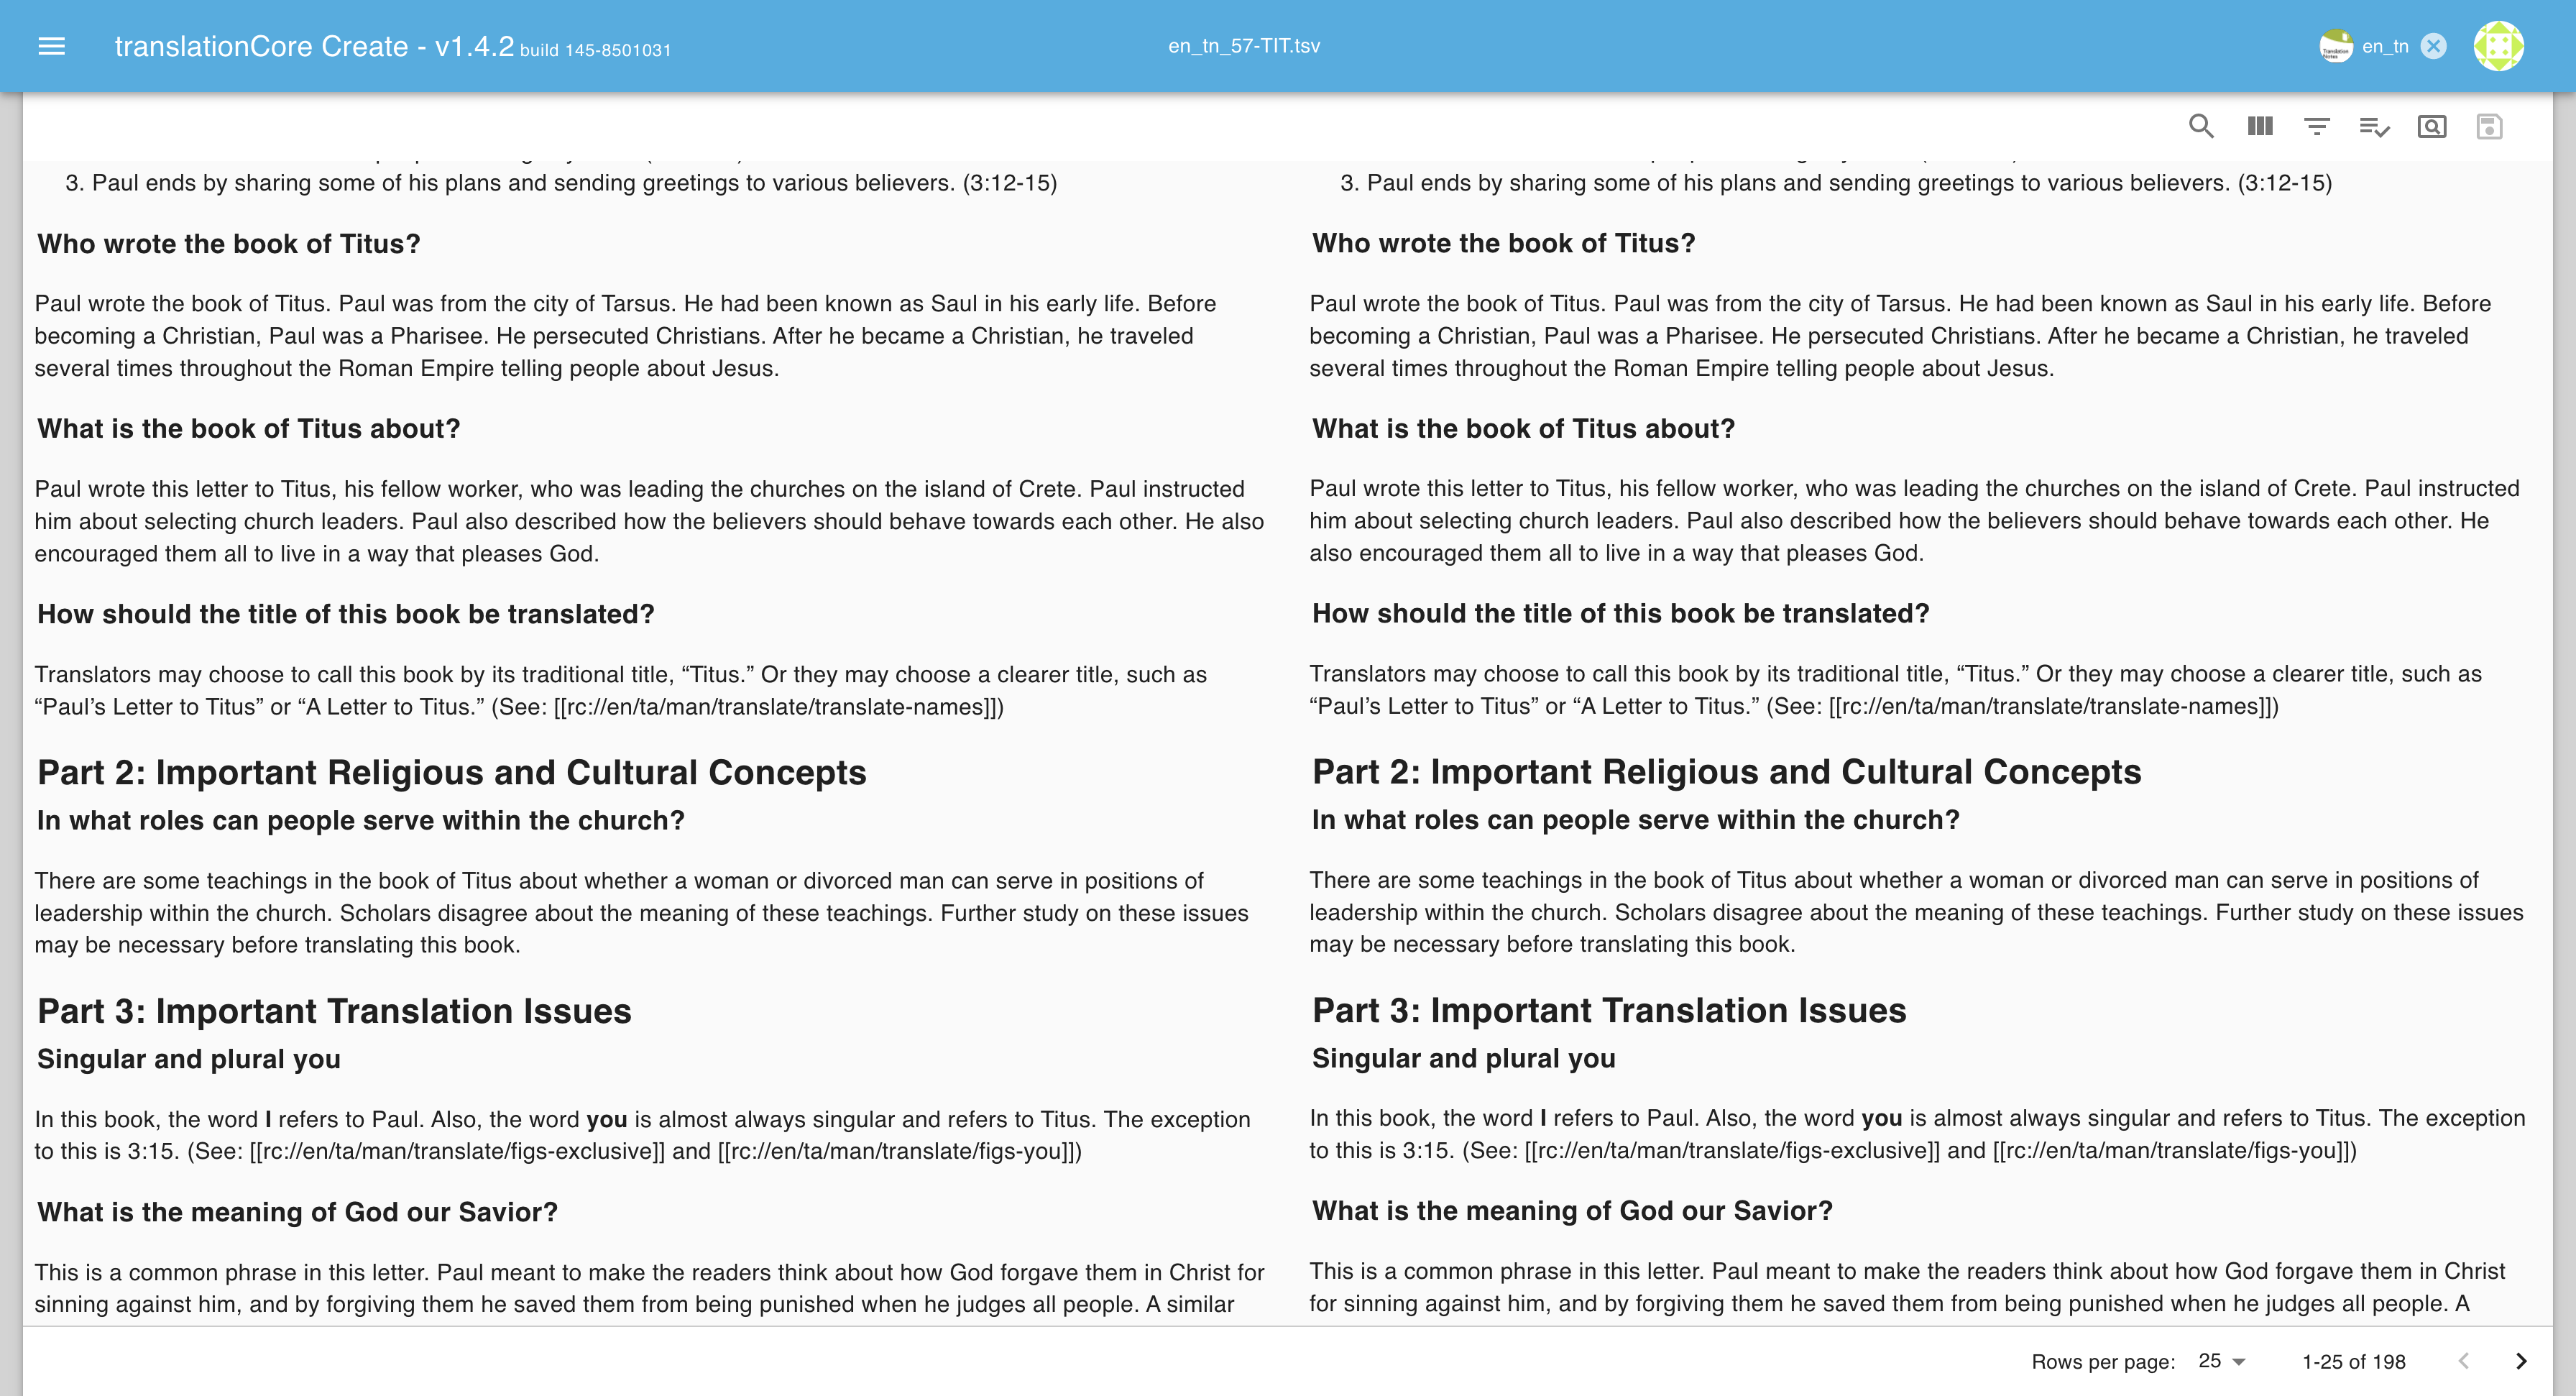 translationCore Create - v1.4.2 build 145-8501031
en_tn_57-TIT.tsv
en_tn
3. Paul ends by sharing some of his plans and sending greetings to various believers. (3:12-15)
Who wrote the book of Titus?
Paul wrote the book of Titus. Paul was from the city of Tarsus. He had been known as Saul in his early life. Before
becoming a Christian, Paul was a Pharisee. He persecuted Christians. After he became a Christian, he traveled
several times throughout the Roman Empire telling people about Jesus.
What is the book of Titus about?
Paul wrote this letter to Titus, his fellow worker, who was leading the churches on the island of Crete. Paul instructed
him about selecting church leaders. Paul also described how the believers should behave towards each other. He also
encouraged them all to live in a way that pleases God.
How should the title of this book be translated?
Translators may choose to call this book by its traditional title, “Titus.” Or they may choose a clearer title, such as
“Paul’s Letter to Titus” or “A Letter to Titus.” (See: [[rc://en/ta/man/translate/translate-names]])
Part 2: Important Religious and Cultural Concepts
In what roles can people serve within the church?
There are some teachings in the book of Titus about whether a woman or divorced man can serve in positions of
leadership within the church. Scholars disagree about the meaning of these teachings. Further study on these issues
may be necessary before translating this book.
Part 3: Important Translation Issues
Singular and plural you
In this book, the word I refers to Paul. Also, the word you is almost always singular and refers to Titus. The exception
to this is 3:15. (See: [[rc://en/ta/man/translate/figs-exclusive]] and [[rc://en/ta/man/translate/figs-you]])
What is the meaning of God our Savior?
This is a common phrase in this letter. Paul meant to make the readers think about how God forgave them in Christ for
sinning against him, and by forgiving them he saved them from being punished when he judges all people. A similar
3. Paul ends by sharing some of his plans and sending greetings to various believers. (3:12-15)
Who wrote the book of Titus?
Paul wrote the book of Titus. Paul was from the city of Tarsus. He had been known as Saul in his early life. Before
becoming a Christian, Paul was a Pharisee. He persecuted Christians. After he became a Christian, he traveled
several times throughout the Roman Empire telling people about Jesus.
What is the book of Titus about?
Paul wrote this letter to Titus, his fellow worker, who was leading the churches on the island of Crete. Paul instructed
him about selecting church leaders. Paul also described how the believers should behave towards each other. He
also encouraged them all to live in a way that pleases God.
How should the title of this book be translated?
Translators may choose to call this book by its traditional title, “Titus.” Or they may choose a clearer title, such as
“Paul’s Letter to Titus” or “A Letter to Titus.” (See: [[rc://en/ta/man/translate/translate-names]])
Part 2: Important Religious and Cultural Concepts
In what roles can people serve within the church?
There are some teachings in the book of Titus about whether a woman or divorced man can serve in positions of
leadership within the church. Scholars disagree about the meaning of these teachings. Further study on these issues
may be necessary before translating this book.
Part 3: Important Translation Issues
Singular and plural you
In this book, the word I refers to Paul. Also, the word you is almost always singular and refers to Titus. The exception
to this is 3:15. (See: [[rc://en/ta/man/translate/figs-exclusive]] and [[rc://en/ta/man/translate/figs-you]])
What is the meaning of God our Savior?
This is a common phrase in this letter. Paul meant to make the readers think about how God forgave them in Christ
for sinning against him, and by forgiving them he saved them from being punished when he judges all people. A
Rows per page: 25 1-25 of 198